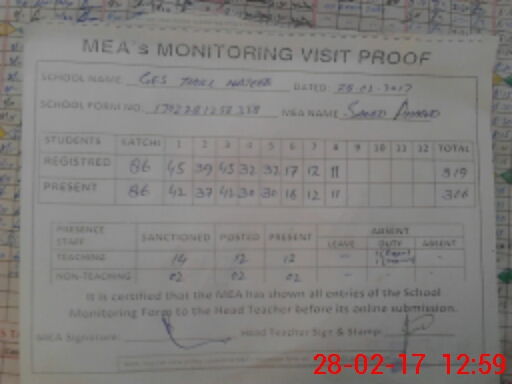 MEA's MONITORING VISIT PROOF
SCHOOL NAME: GES DATED: 28-02-2017
SCHOOL FORM NO: MEA NAME:
STUDENTS KATCHI 1 2 3 4 5 6 7 8 9 10 11 12 TOTAL
REGISTRED 86 45 39 43 32 32 17 12 11 319
PRESENT 86 42 37 42 30 30 16 12 11 306
PRESENCE STAFF SANCTIONED POSTED PRESENT ABSENT
LEAVE DUTY ABSENT
TEACHING 14 12 12 - -
NON-TEACHING 02 02 02 - - -
It is certified that the MEA has shown all entries of the School
Monitoring Form to the Head Teacher before its online submission.
MEA Signature: Head Teacher Sign & Stamp:
28-02-17 12:59